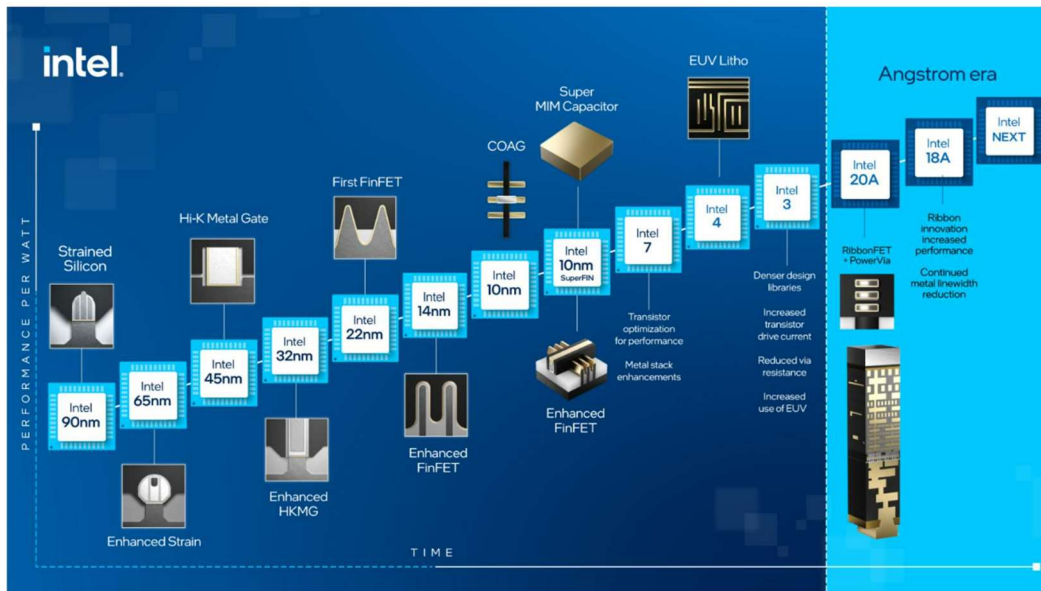 intel.
PERFORMANCE PER WATT
TIME
Strained
Silicon
Intel
90nm
Intel
65nm
Enhanced Strain
Hi-K Metal Gate
Intel
45nm
Intel
32nm
Enhanced
HKMG
First FinFET
Intel
22nm
Intel
14nm
Enhanced
FinFET
COAG
Intel
10nm
Super
MIM Capacitor
Intel
10nm
SuperFIN
Enhanced
FinFET
Intel
7
Transistor
optimization
for performance
Metal stack
enhancements
EUV Litho
Intel
4
Intel
3
Denser design
libraries
Increased
transistor
drive current
Reduced via
resistance
Increased
use of EUV
Angstrom era
Intel
20A
RibbonFET
+ PowerVia
Intel
18A
Ribbon
innovation
increased
performance
Continued
metal linewidth
reduction
Intel
NEXT